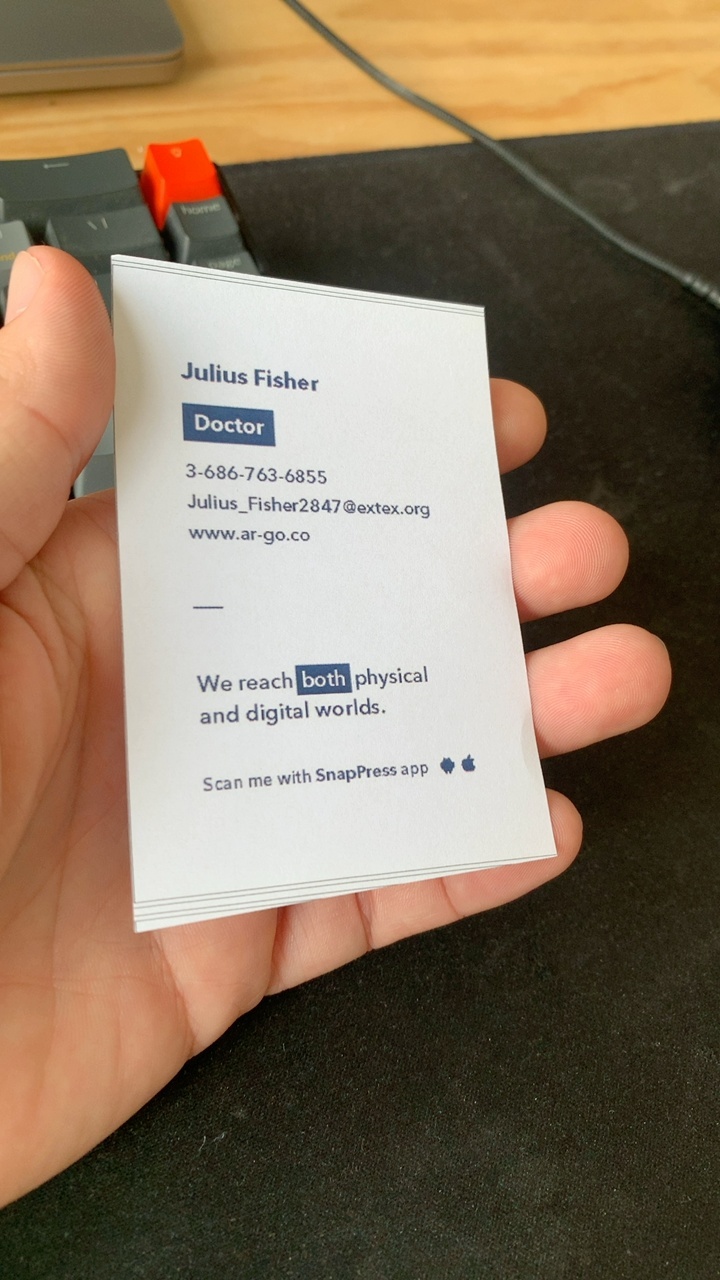 home
Julius Fisher
Doctor
3-686-763-6855
Julius_Fisher2847@extex.org
www.ar-go.co
We reach both physical
and digital worlds.
Scan me with SnapPress app